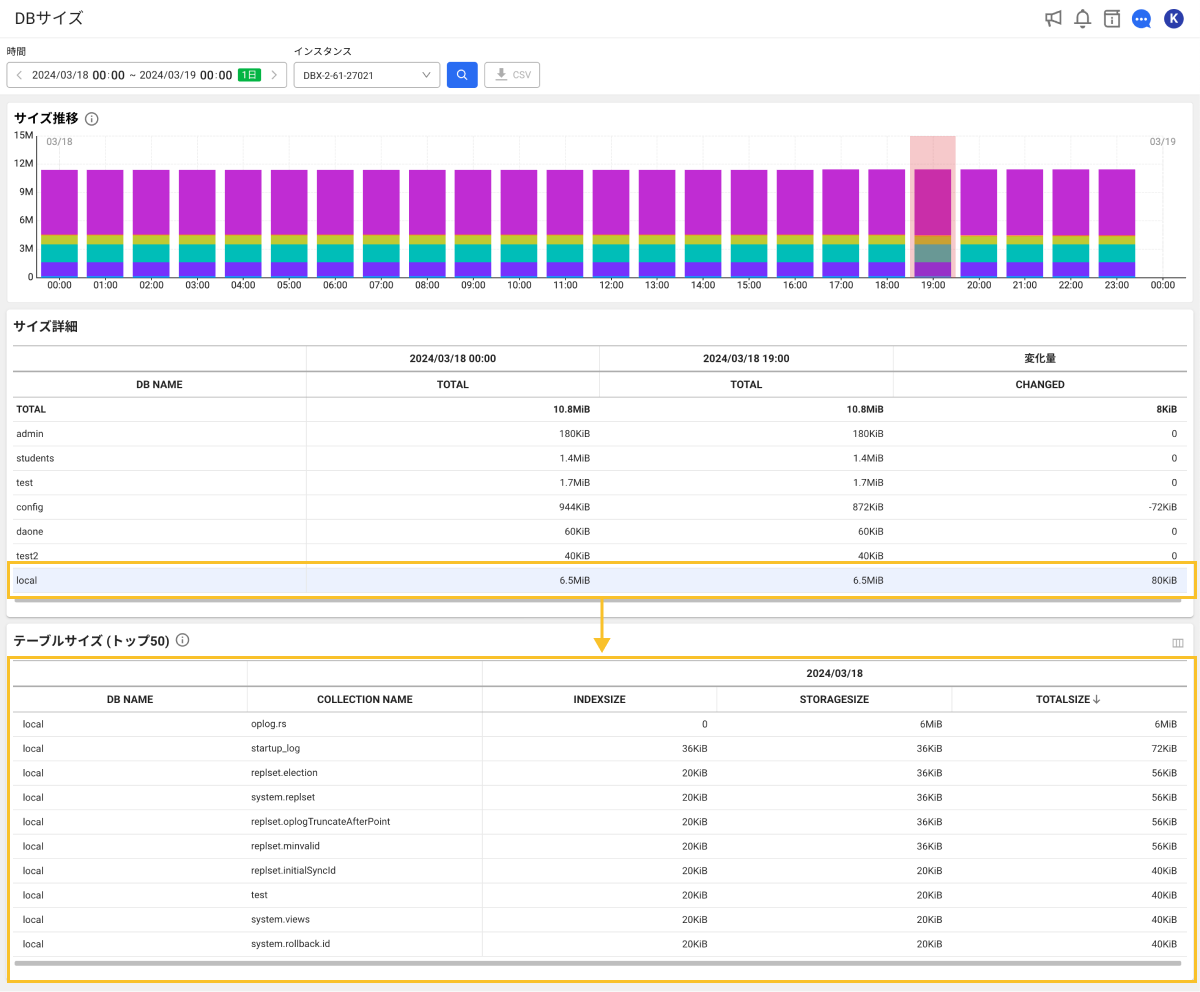 DBサイズ
K
時間
インスタンス
2024/03/18 00:00 ~ 2024/03/19 00:00 1日
DBX-2-61-27021
CSV
サイズ推移
15M
03/18
03/19
12M
9M
6M
3M
0
00:00 01:00 02:00 03:00 04:00 05:00 06:00 07:00 08:00 09:00 10:00 11:00 12:00 13:00 14:00 15:00 16:00 17:00 18:00 19:00 20:00 21:00 22:00 23:00 00:00
サイズ詳細
2024/03/18 00:00 2024/03/18 19:00 変化量
DB NAME TOTAL TOTAL CHANGED
TOTAL 10.8MiB 10.8MiB 8KiB
admin 180KiB 180KiB 0
students 1.4MiB 1.4MiB 0
test 1.7MiB 1.7MiB 0
config 944KiB 872KiB -72KiB
daone 60KiB 60KiB 0
test2 40KiB 40KiB 0
local 6.5MiB 6.5MiB 80KiB
テーブルサイズ (トップ50)
2024/03/18
DB NAME COLLECTION NAME INDEXSIZE STORAGESIZE TOTALSIZE↓
local oplog.rs 0 6MiB 6MiB
local startup_log 36KiB 36KiB 72KiB
local replset.election 20KiB 36KiB 56KiB
local system.replset 20KiB 36KiB 56KiB
local replset.oplogTruncateAfterPoint 20KiB 36KiB 56KiB
local replset.minvalid 20KiB 36KiB 56KiB
local replset.initialSyncId 20KiB 20KiB 40KiB
local test 20KiB 20KiB 40KiB
local system.views 20KiB 20KiB 40KiB
local system.rollback.id 20KiB 20KiB 40KiB